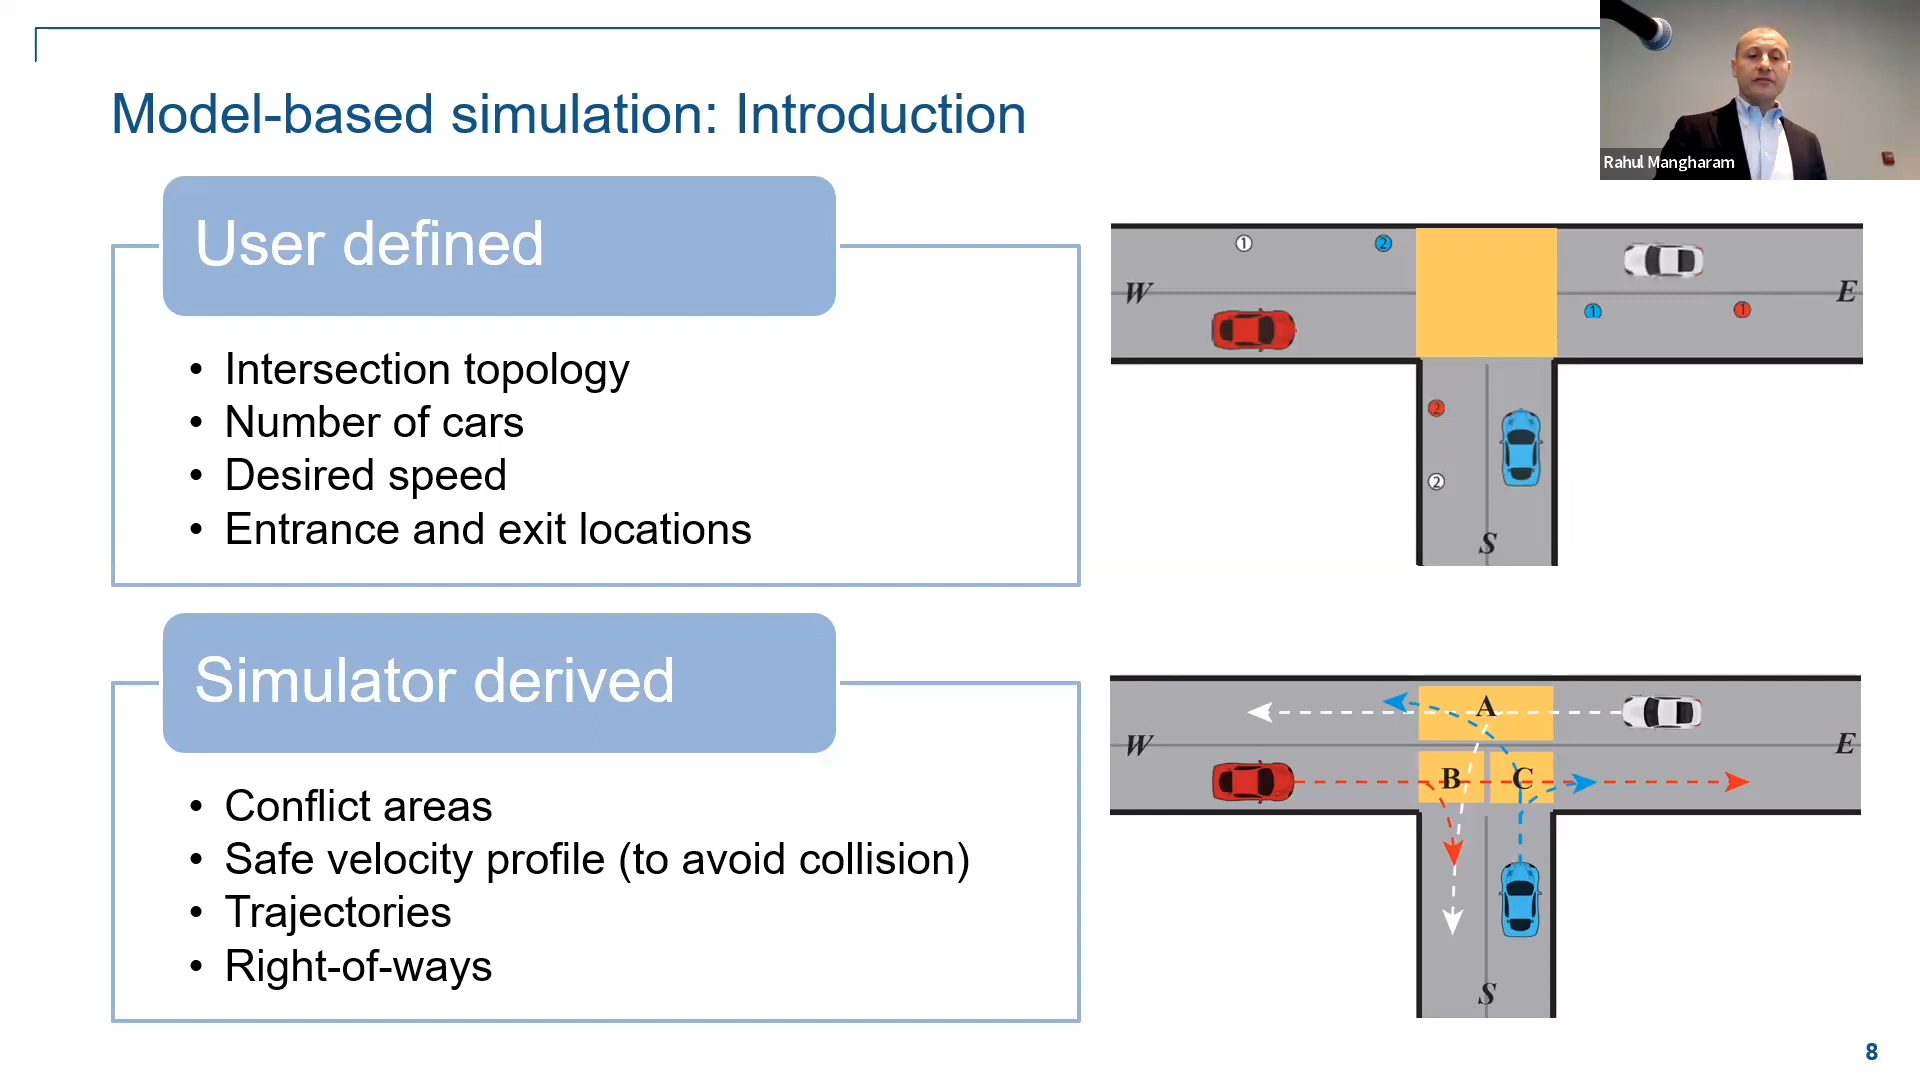 Model-based simulation: Introduction
Rahul Mangharam
User defined
• Intersection topology
• Number of cars
• Desired speed
• Entrance and exit locations
1
2
W
E
1
1
2
2
S
Simulator derived
• Conflict areas
• Safe velocity profile (to avoid collision)
• Trajectories
• Right-of-ways
A
W
E
B
C
S
8